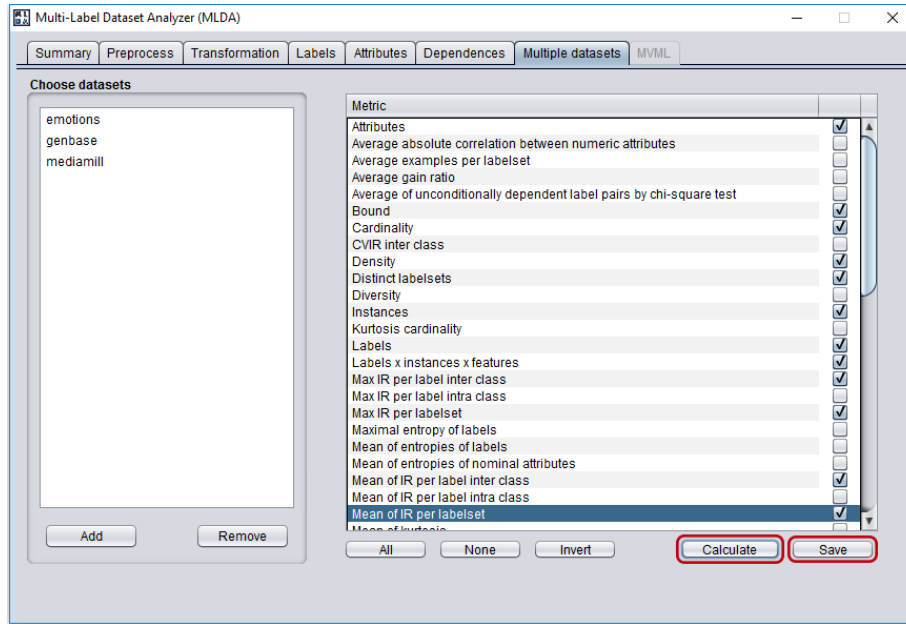 Multi-Label Dataset Analyzer (MLDA)
Summary Preprocess Transformation Labels Attributes Dependences Multiple datasets MVML
Choose datasets
emotions
genbase
mediamill
Add Remove
Metric
Attributes
Average absolute correlation between numeric attributes
Average examples per labelset
Average gain ratio
Average of unconditionally dependent label pairs by chi-square test
Bound
Cardinality
CVIR inter class
Density
Distinct labelsets
Diversity
Instances
Kurtosis cardinality
Labels
Labels x instances x features
Max IR per label inter class
Max IR per label intra class
Max IR per labelset
Maximal entropy of labels
Mean of entropies of labels
Mean of entropies of nominal attributes
Mean of IR per label inter class
Mean of IR per label intra class
Mean of IR per labelset
Mean of kurtosis
All None Invert Calculate Save